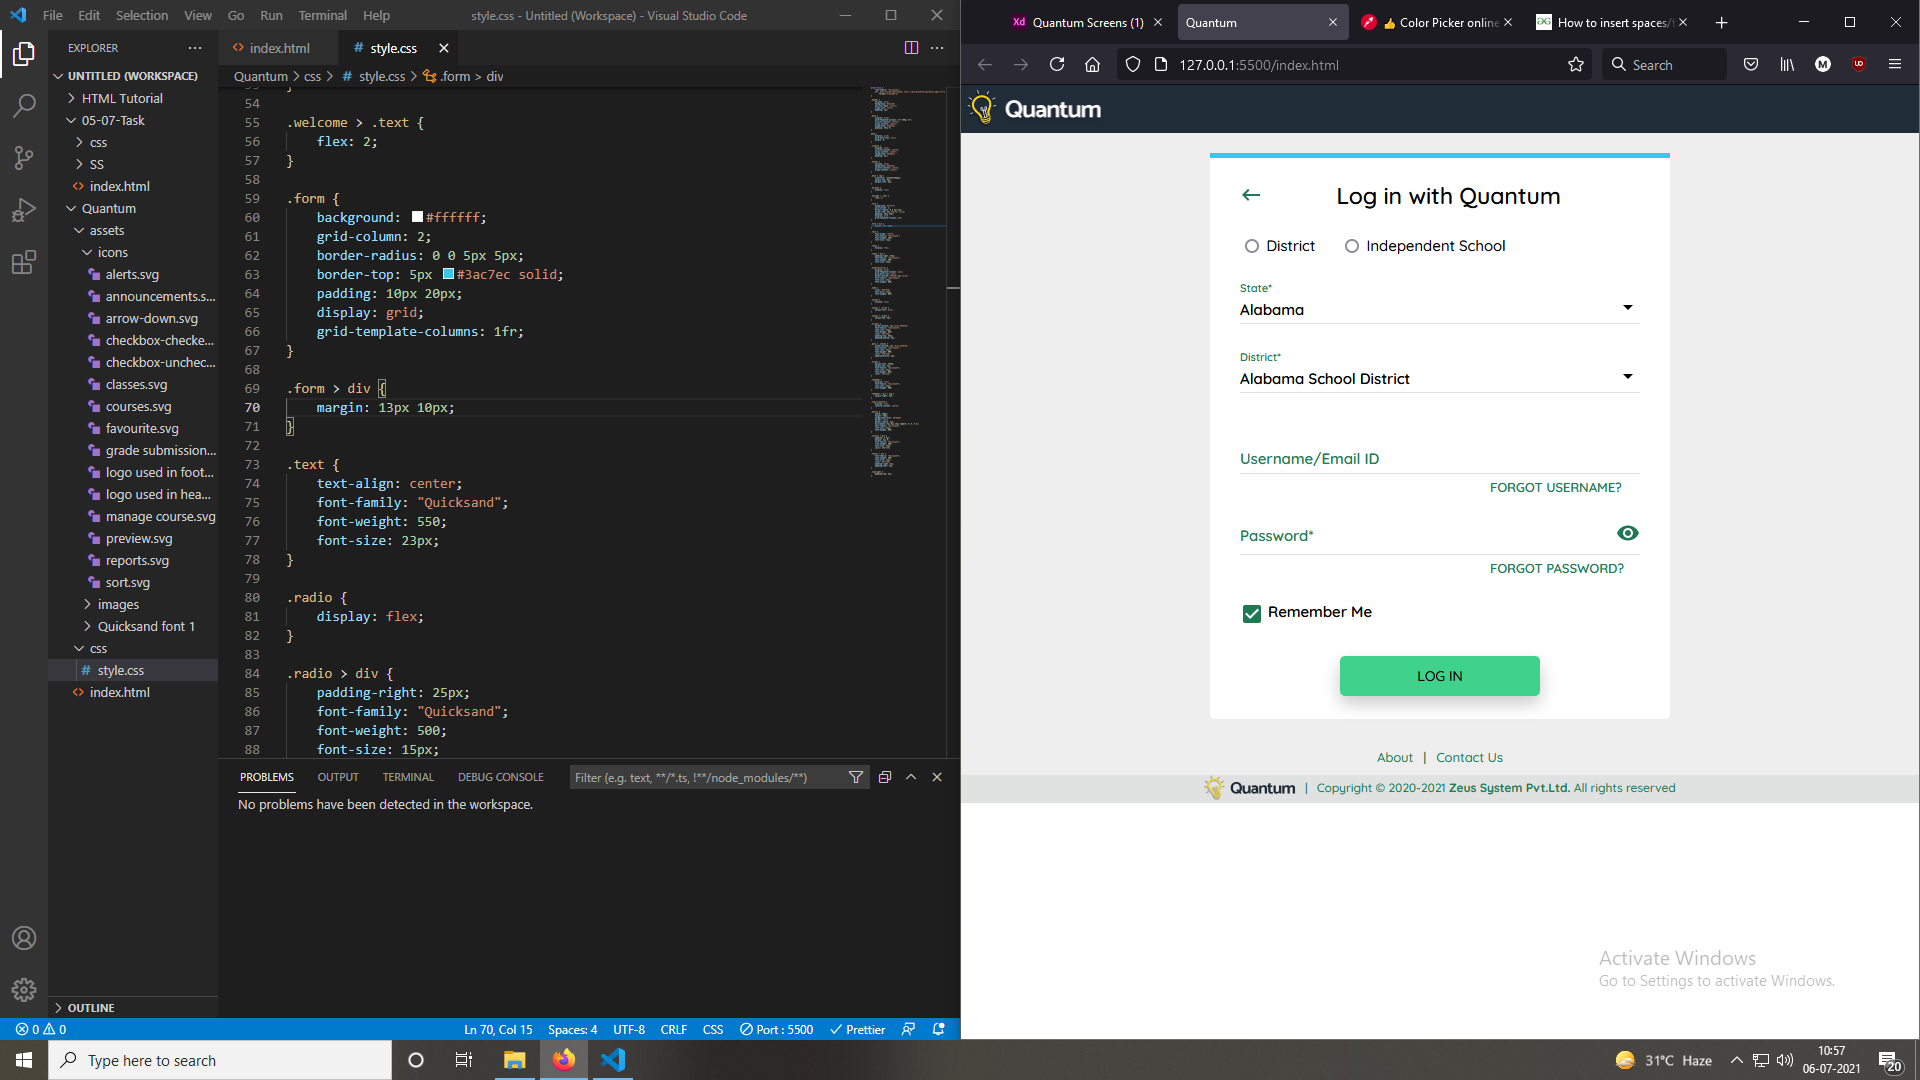 File Edit Selection View Go Run Terminal Help
style.css - Untitled (Workspace) - Visual Studio Code
EXPLORER
UNTITLED (WORKSPACE)
HTML Tutorial
05-07-Task
css
SS
index.html
Quantum
assets
icons
alerts.svg
announcements.s...
arrow-down.svg
checkbox-checke...
checkbox-unchec...
classes.svg
courses.svg
favourite.svg
grade submission...
logo used in foot...
logo used in hea...
manage course.svg
preview.svg
reports.svg
sort.svg
images
Quicksand font 1
css
# style.css
index.html
OUTLINE
index.html
# style.css
Quantum > css > # style.css > .form > div
54
55 .welcome > .text {
56 flex: 2;
57 }
58
59 .form {
60 background: #ffffff;
61 grid-column: 2;
62 border-radius: 0 0 5px 5px;
63 border-top: 5px #3ac7ec solid;
64 padding: 10px 20px;
65 display: grid;
66 grid-template-columns: 1fr;
67 }
68
69 .form > div {
70 margin: 13px 10px;
71 }
72
73 .text {
74 text-align: center;
75 font-family: "Quicksand";
76 font-weight: 550;
77 font-size: 23px;
78 }
79
80 .radio {
81 display: flex;
82 }
83
84 .radio > div {
85 padding-right: 25px;
86 font-family: "Quicksand";
87 font-weight: 500;
88 font-size: 15px;
PROBLEMS OUTPUT TERMINAL DEBUG CONSOLE
Filter (e.g. text, **/*.ts, !**/node_modules/**)
No problems have been detected in the workspace.
0 0
Ln 70, Col 15 Spaces: 4 UTF-8 CRLF CSS Port : 5500 Prettier
Xd Quantum Screens (1)
Quantum
Color Picker online
How to insert spaces/t
127.0.0.1:5500/index.html
Search
M
Quantum
Log in with Quantum
District
Independent School
State*
Alabama
District*
Alabama School District
Username/Email ID
FORGOT USERNAME?
Password*
FORGOT PASSWORD?
Remember Me
LOG IN
About | Contact Us
Quantum | Copyright © 2020-2021 Zeus System Pvt.Ltd. All rights reserved
Activate Windows
Go to Settings to activate Windows.
Type here to search
31°C Haze
10:57
06-07-2021
20